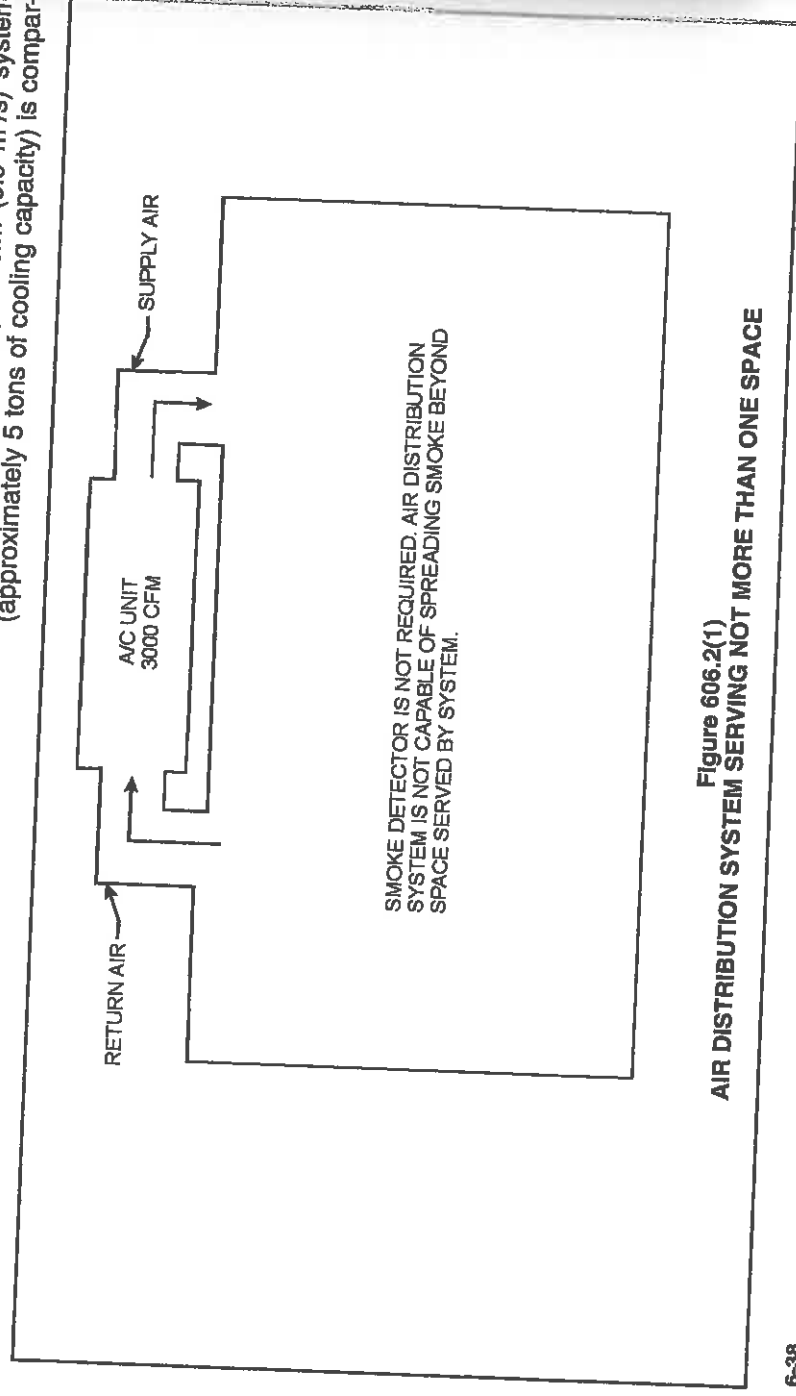 (approximately 5 tons of cooling capacity) is compar-
RETURN AIR
A/C UNIT
3000 CFM
SUPPLY AIR
SMOKE DETECTOR IS NOT REQUIRED. AIR DISTRIBUTION
SYSTEM IS NOT CAPABLE OF SPREADING SMOKE BEYOND
SPACE SERVED BY SYSTEM.
Figure 606.2(1)
AIR DISTRIBUTION SYSTEM SERVING NOT MORE THAN ONE SPACE
6-38